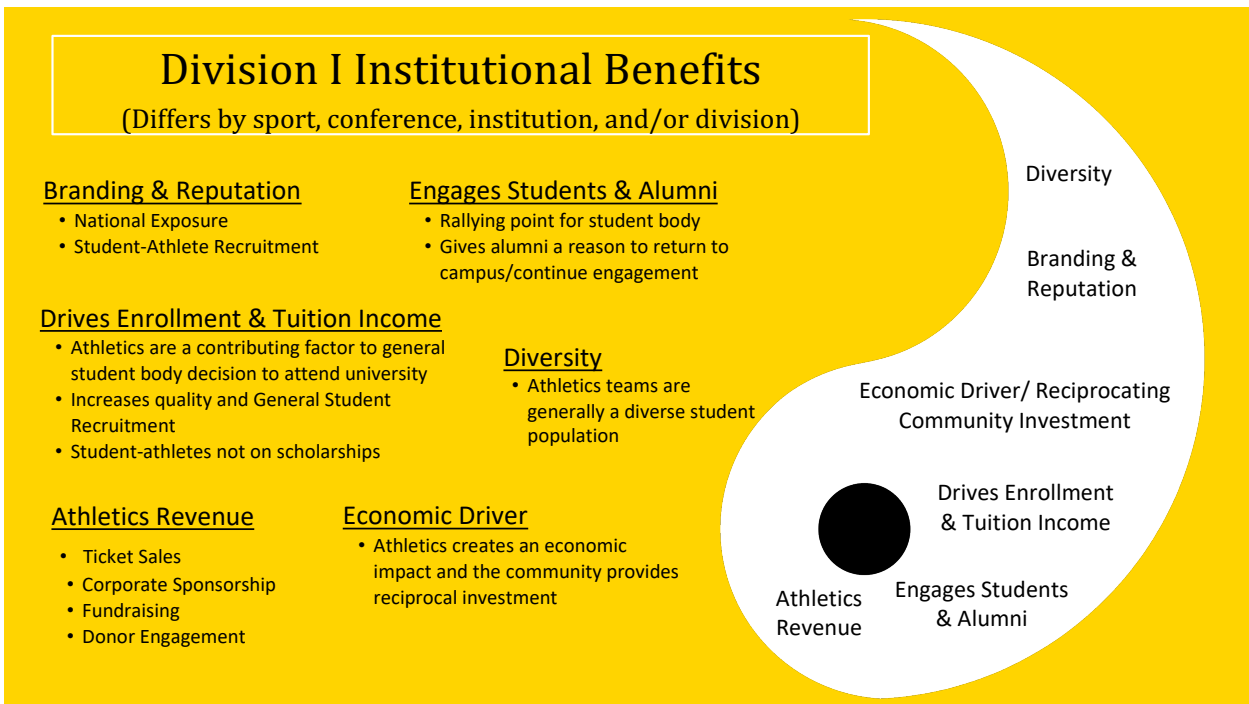 Division I Institutional Benefits
(Differs by sport, conference, institution, and/or division)
Branding & Reputation
• National Exposure
• Student-Athlete Recruitment
Engages Students & Alumni
• Rallying point for student body
• Gives alumni a reason to return to
campus/continue engagement
Drives Enrollment & Tuition Income
• Athletics are a contributing factor to general
student body decision to attend university
• Increases quality and General Student
Recruitment
• Student-athletes not on scholarships
Diversity
• Athletics teams are
generally a diverse student
population
Athletics Revenue
• Ticket Sales
• Corporate Sponsorship
• Fundraising
• Donor Engagement
Economic Driver
• Athletics creates an economic
impact and the community provides
reciprocal investment
Diversity
Branding &
Reputation
Economic Driver/ Reciprocating
Community Investment
Drives Enrollment
& Tuition Income
Engages Students
& Alumni
Athletics
Revenue